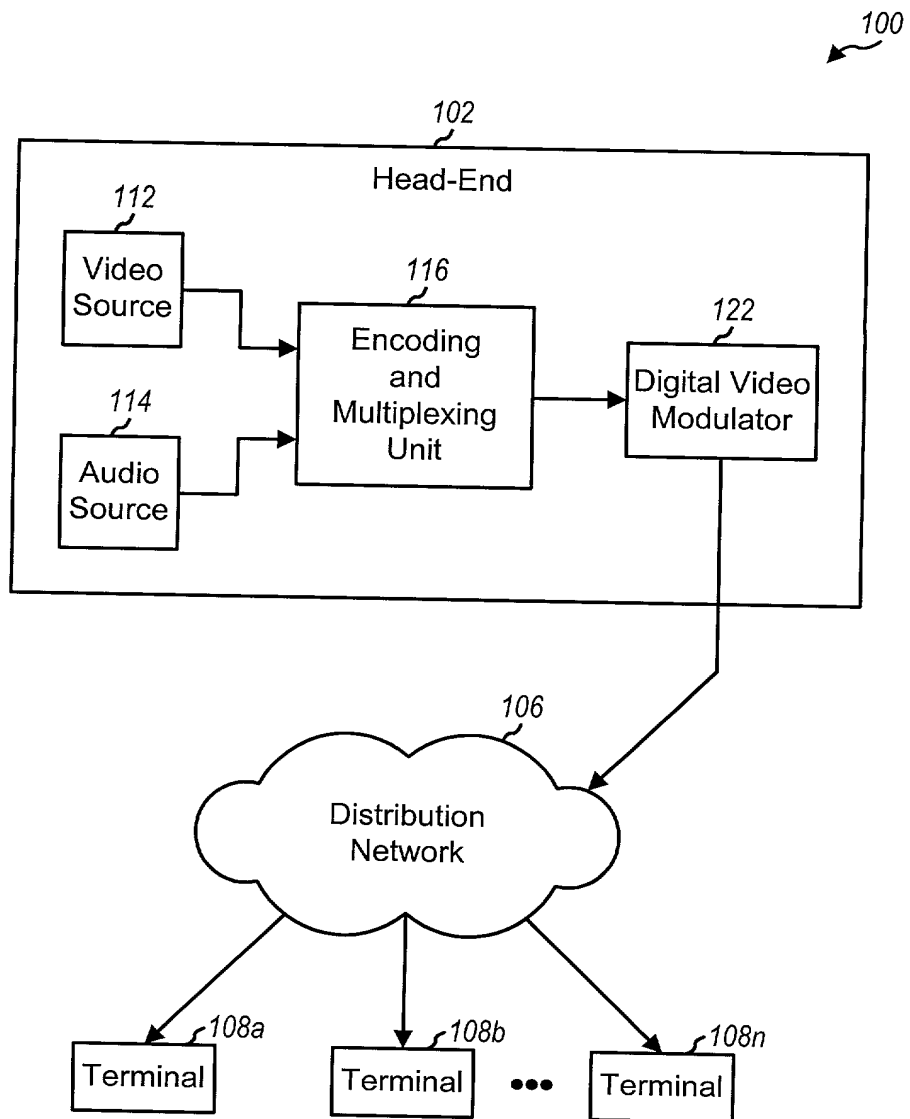 100
102
Head-End
112
Video
Source
116
Encoding
and
Multiplexing
Unit
122
Digital Video
Modulator
114
Audio
Source
106
Distribution
Network
108a
Terminal
108b
Terminal
108n
Terminal